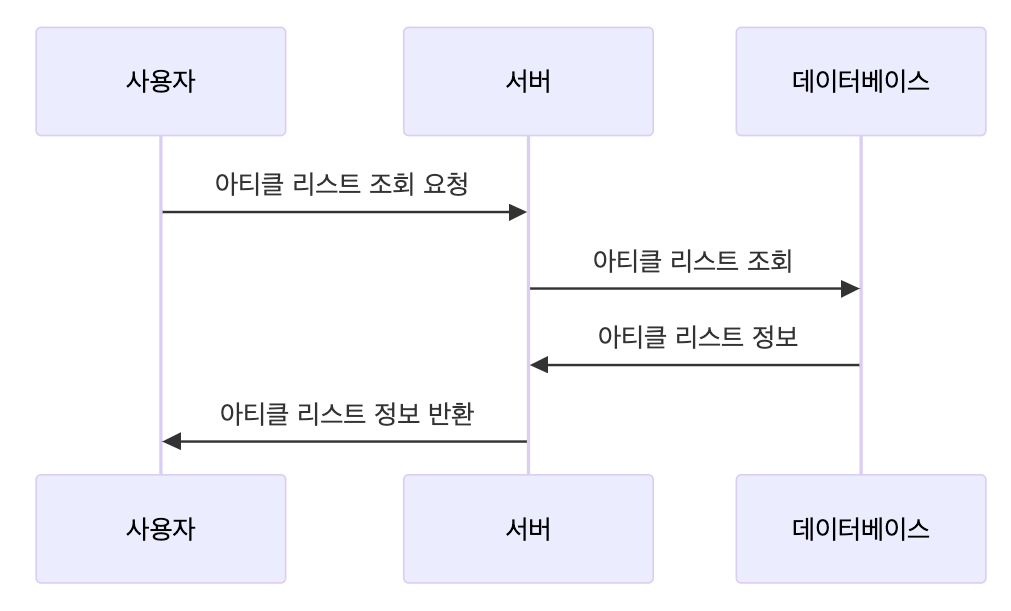 사용자
서버
데이터베이스
아티클 리스트 조회 요청
아티클 리스트 조회
아티클 리스트 정보
아티클 리스트 정보 반환
사용자
서버
데이터베이스